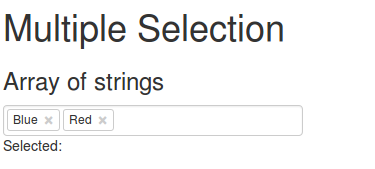 Multiple Selection
Array of strings
Blue × Red ×
Selected: